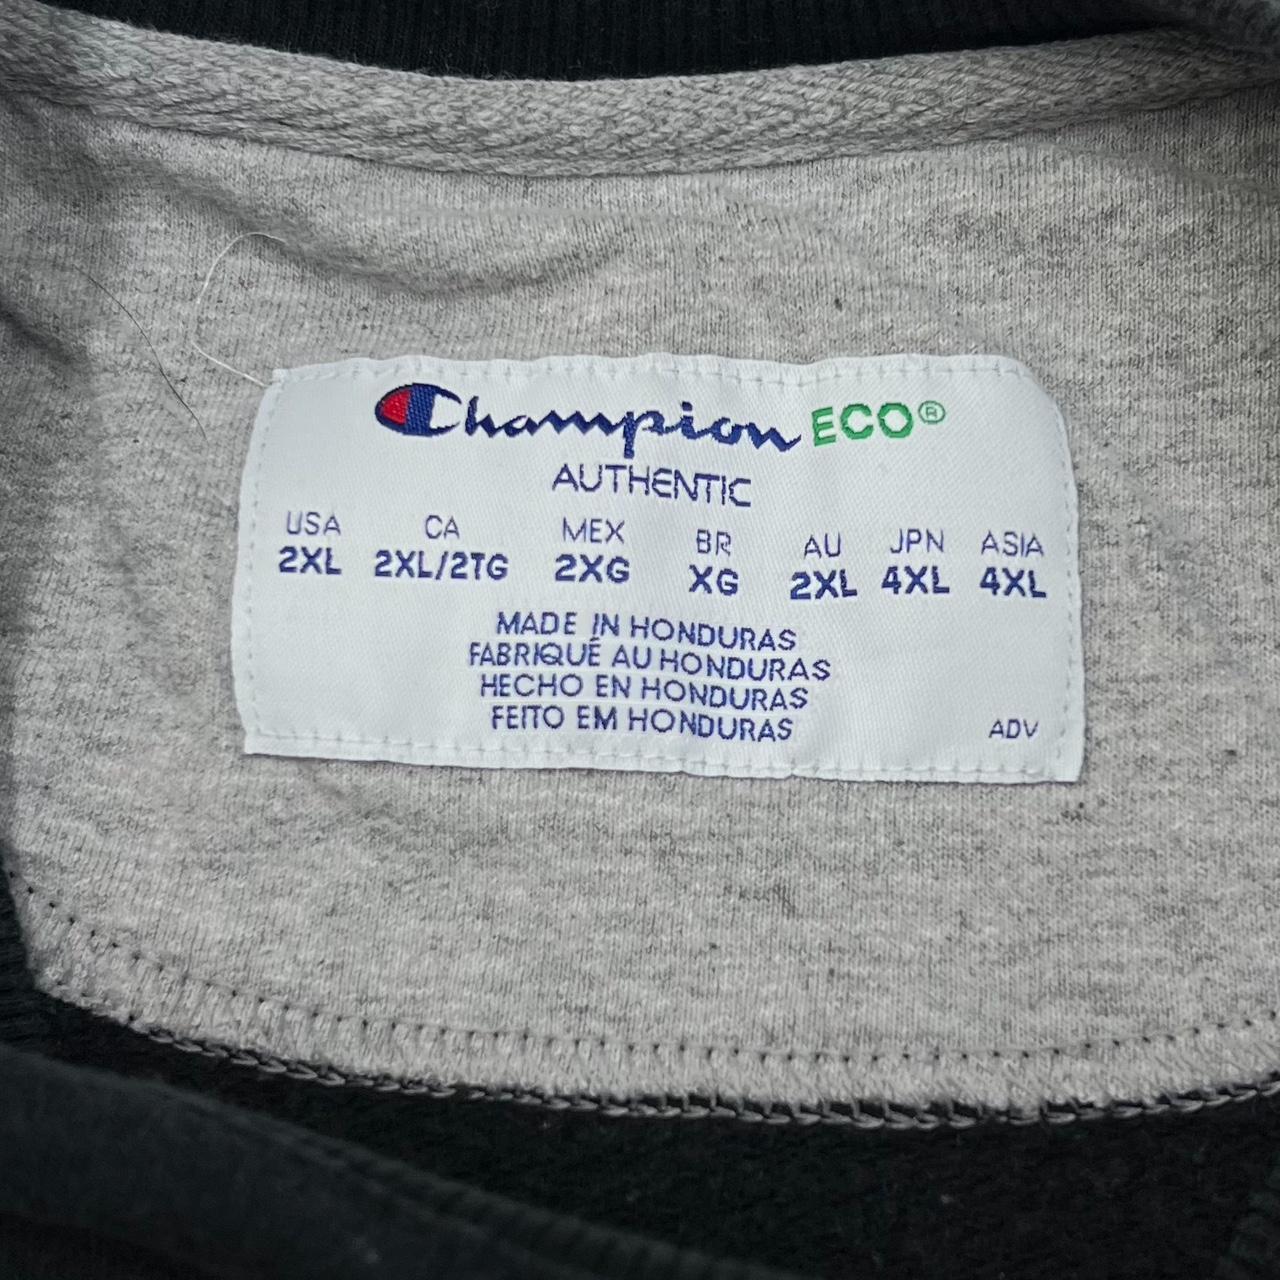 Champion ECO®
AUTHENTIC
USA CA MEX BR AU JPN ASIA
2XL 2XL/2TG 2XG XG 2XL 4XL 4XL
MADE IN HONDURAS
FABRIQUÉ AU HONDURAS
HECHO EN HONDURAS
FEITO EM HONDURAS ADV